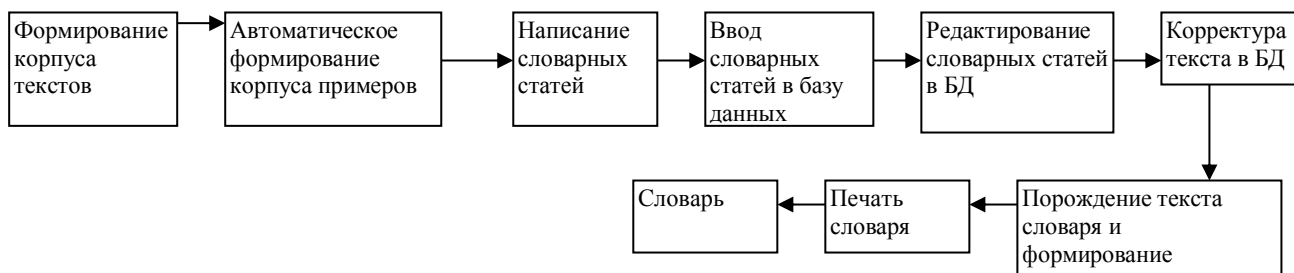 Формирование
корпуса
текстов
Автоматическое
формирование
корпуса примеров
Написание
словарных
статей
Ввод
словарных
статей в базу
данных
Редактирование
словарных статей
в БД
Корректура
текста в БД
Порождение текста
словаря и
формирование
Печать
словаря
Словарь